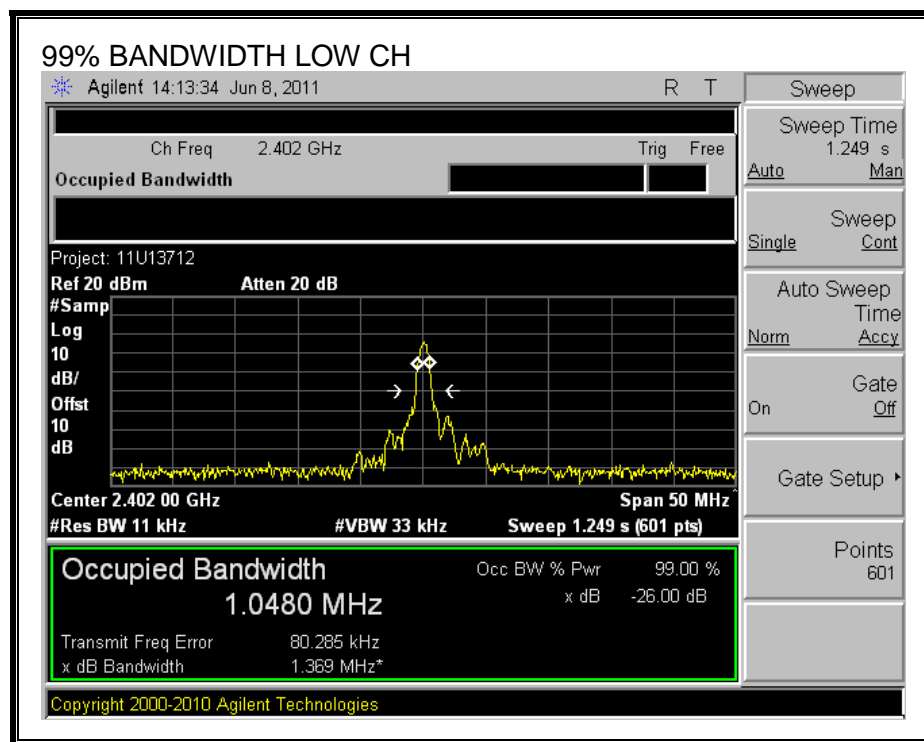 99% BANDWIDTH LOW CH
Agilent 14:13:34 Jun 8, 2011 R T
Ch Freq 2.402 GHz Trig Free
Occupied Bandwidth
Project: 11U13712
Ref 20 dBm Atten 20 dB
#Samp
Log
10
dB/
Offst
10
dB
Center 2.402 00 GHz Span 50 MHz^
#Res BW 11 kHz #VBW 33 kHz Sweep 1.249 s (601 pts)
Occupied Bandwidth Occ BW % Pwr 99.00 %
1.0480 MHz x dB -26.00 dB
Transmit Freq Error 80.285 kHz
x dB Bandwidth 1.369 MHz*
Copyright 2000-2010 Agilent Technologies
Sweep
Sweep Time
1.249 s
Auto Man
Sweep
Single Cont
Auto Sweep
Time
Norm Accy
Gate
On Off
Gate Setup
Points
601